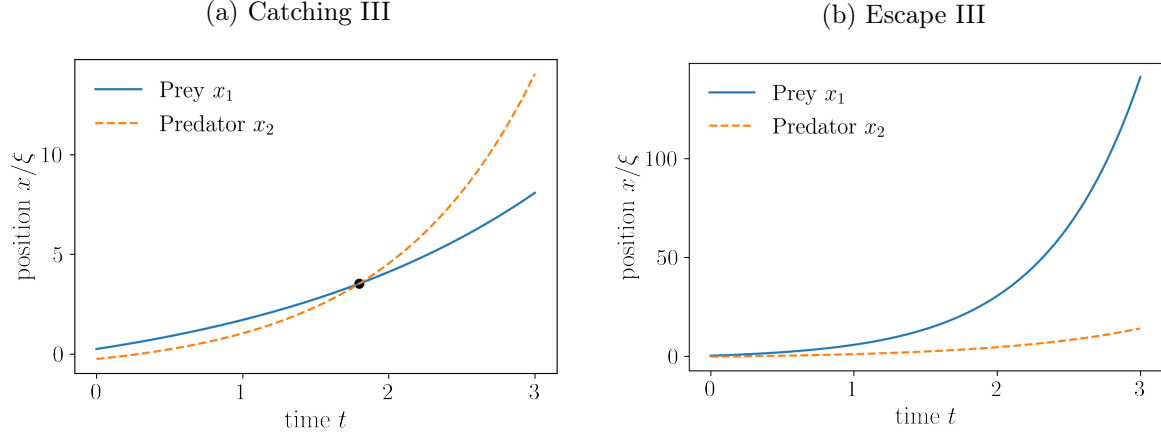 (a) Catching III
Prey x₁
Predator x₂
position x/ξ
10
5
0
0 1 2 3
time t
(b) Escape III
Prey x₁
Predator x₂
position x/ξ
100
50
0
0 1 2 3
time t